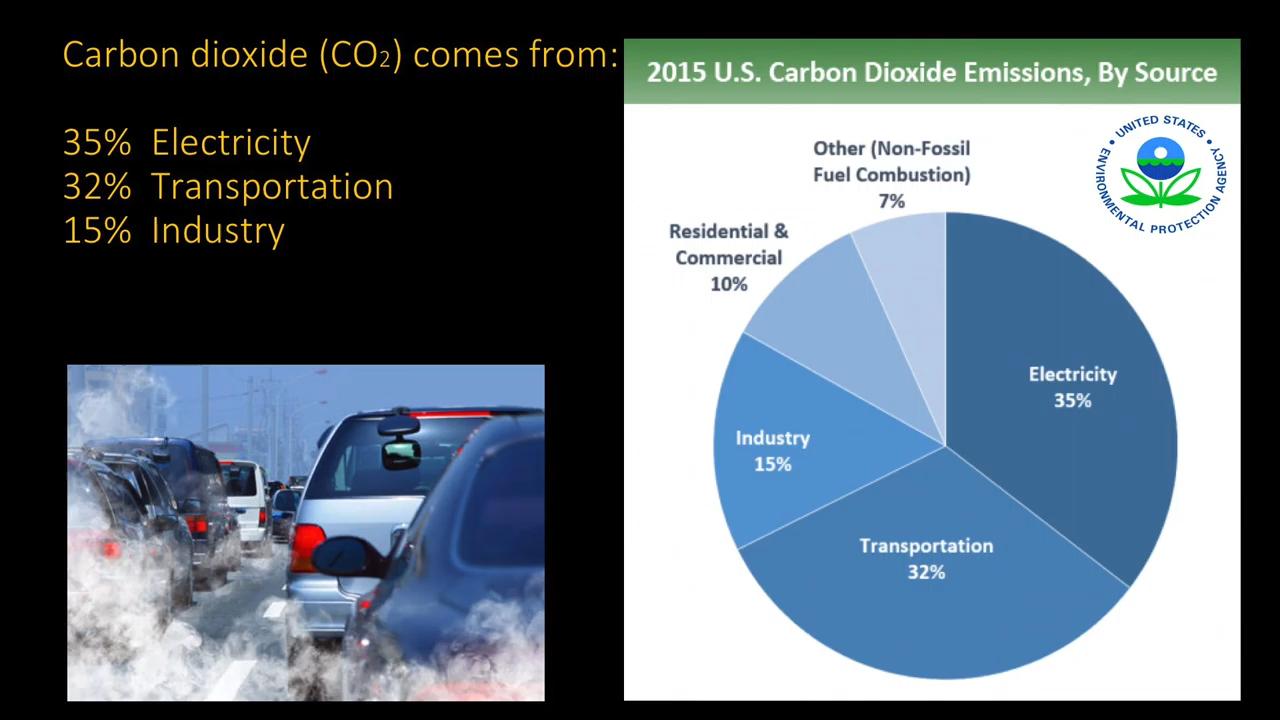 Carbon dioxide (CO₂) comes from:
35% Electricity
32% Transportation
15% Industry
2015 U.S. Carbon Dioxide Emissions, By Source
UNITED STATES
ENVIRONMENTAL PROTECTION AGENCY
Other (Non-Fossil
Fuel Combustion)
7%
Residential &
Commercial
10%
Electricity
35%
Industry
15%
Transportation
32%